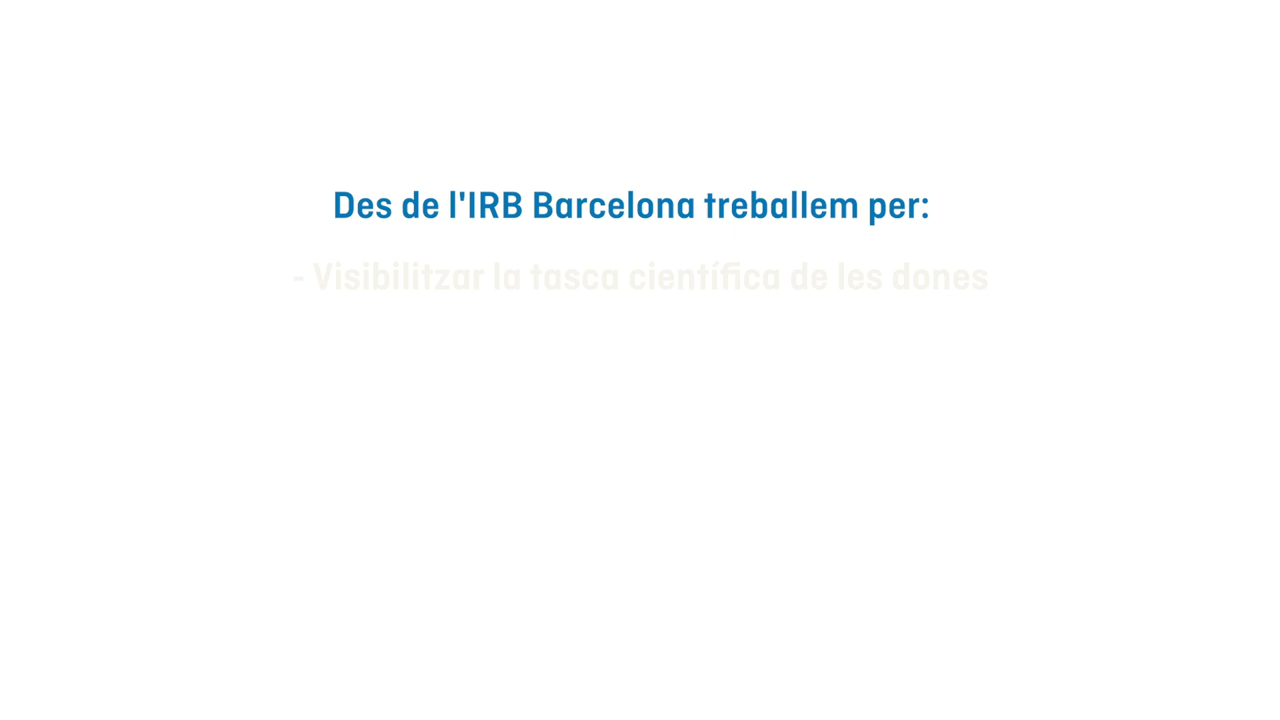 Des de l'IRB Barcelona treballem per:
- Visibilitzar la tasca científica de les dones